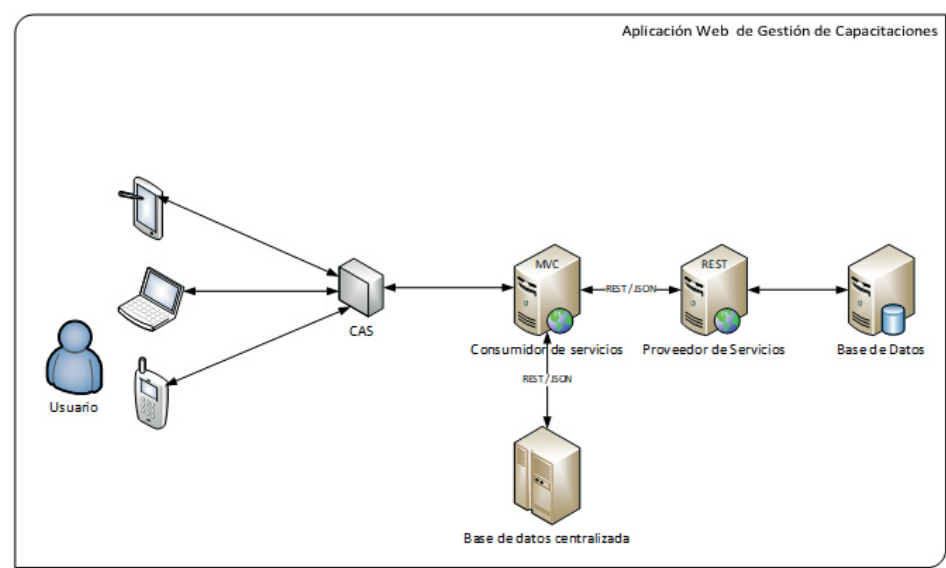 Aplicación Web de Gestión de Capacitaciones
MVC
REST
REST/JSON
CAS
Consumidor de servicios
Proveedor de Servicios
Base de Datos
REST/JSON
Usuario
Base de datos centralizada